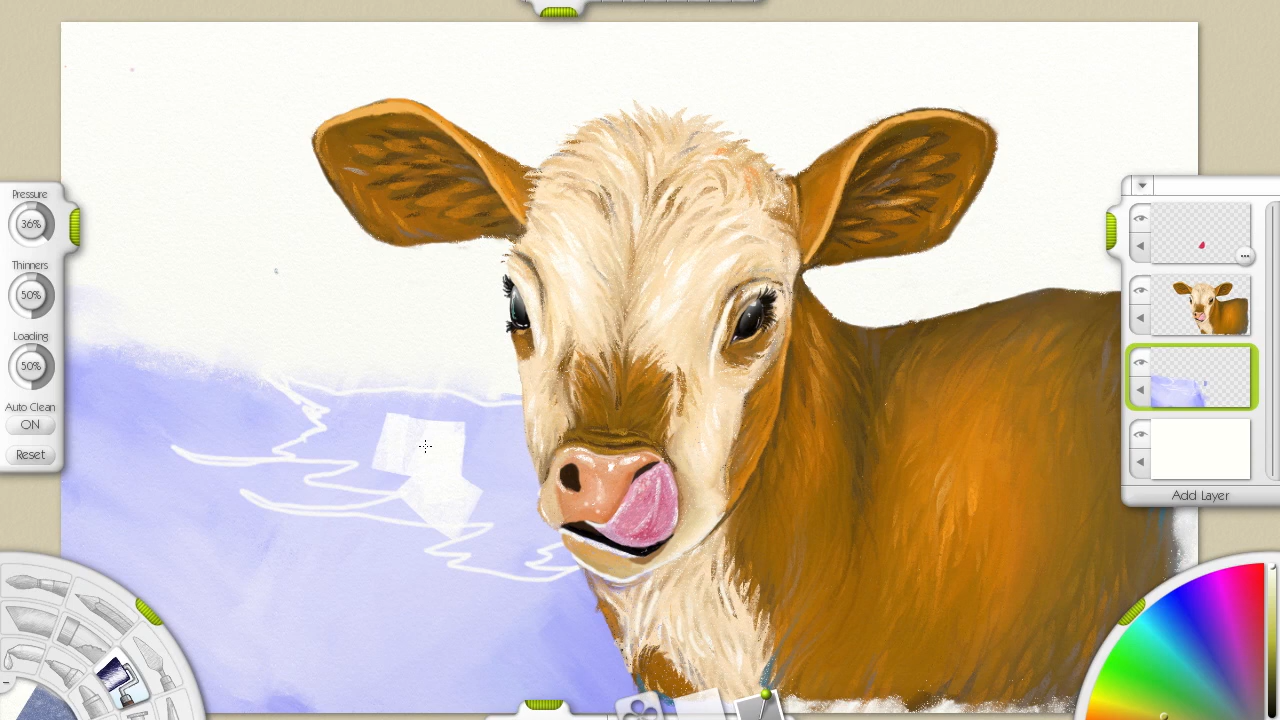 Pressure
36%
Thinners
50%
Loading
50%
Auto Clean
ON
Reset
Add Layer